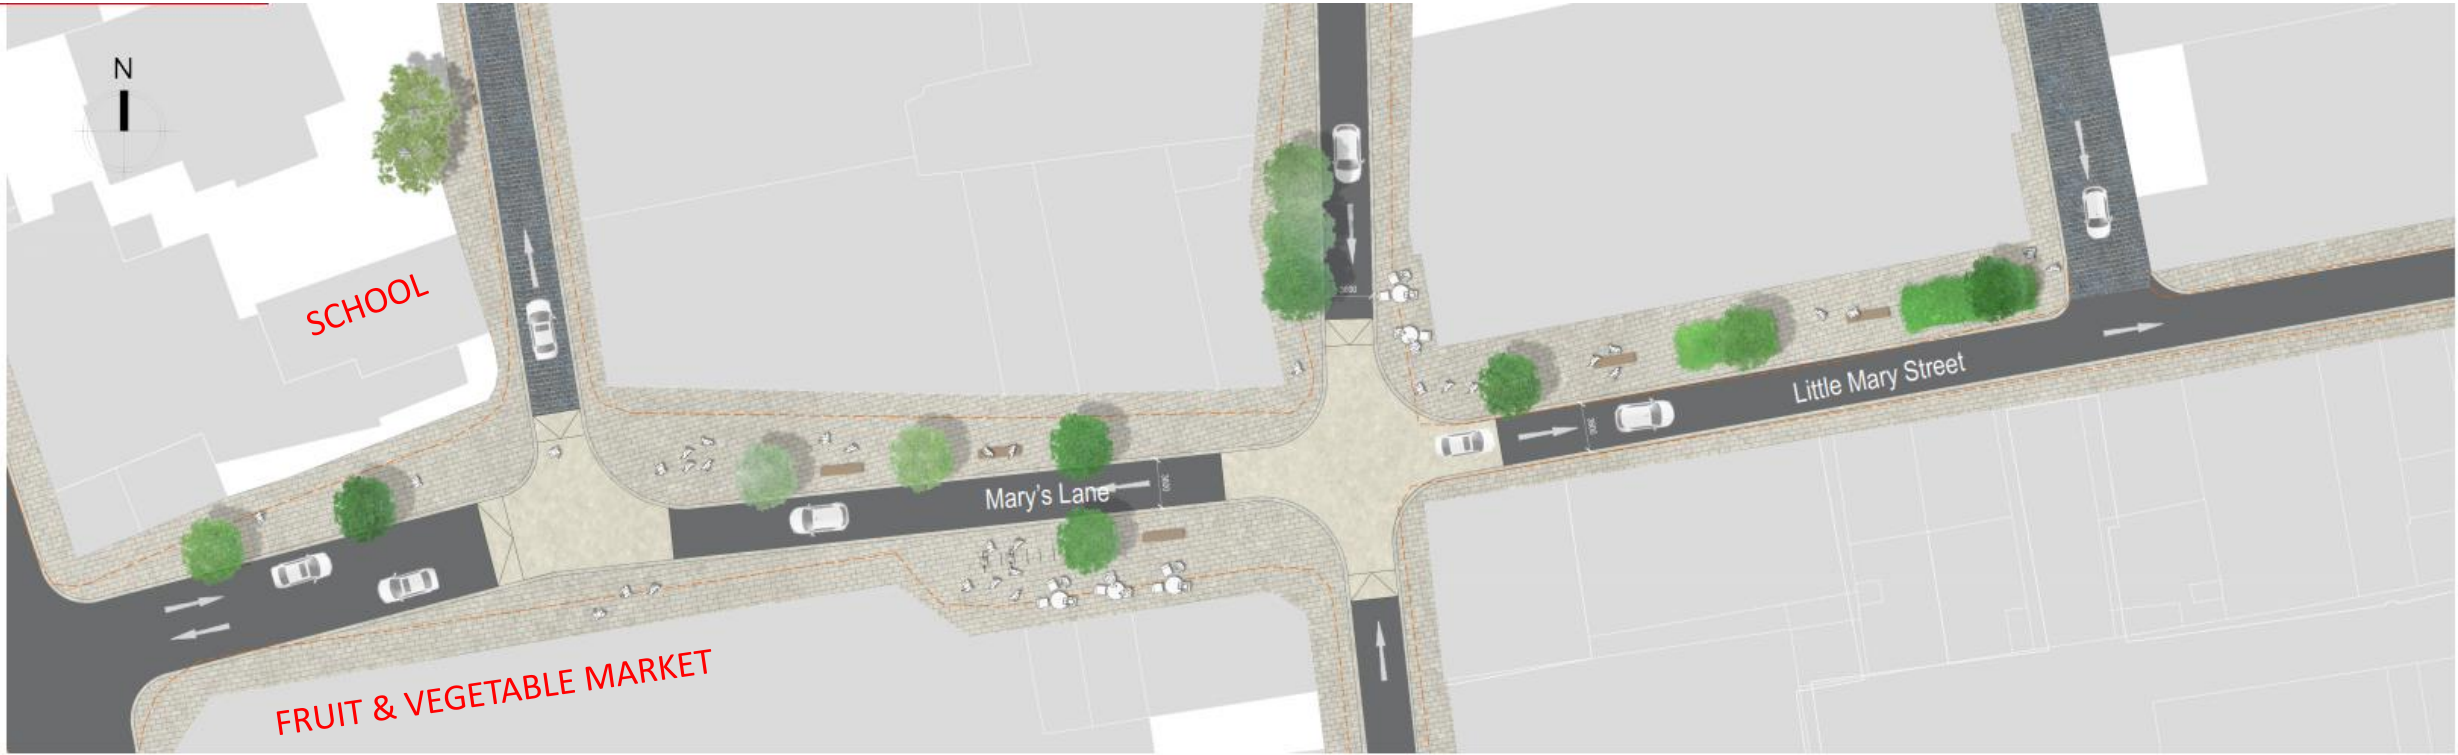 N
SCHOOL
Little Mary Street
Mary's Lane
FRUIT & VEGETABLE MARKET